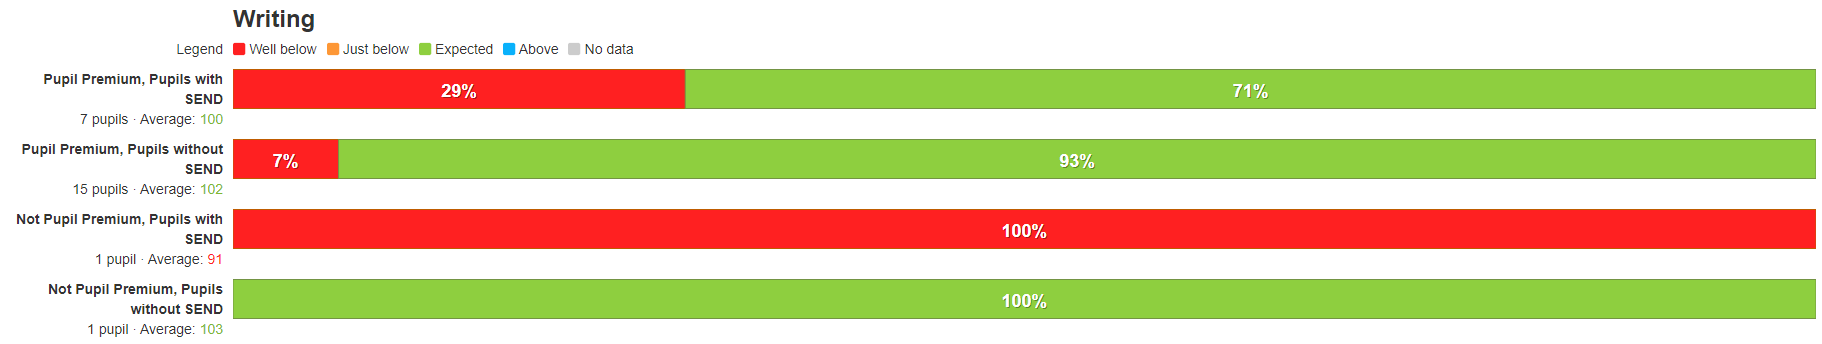 Writing
Legend Well below Just below Expected Above No data
Pupil Premium, Pupils with
SEND
7 pupils · Average: 100
29% 71%
Pupil Premium, Pupils without
SEND
15 pupils · Average: 102
7% 93%
Not Pupil Premium, Pupils with
SEND
1 pupil · Average: 91
100%
Not Pupil Premium, Pupils
without SEND
1 pupil · Average: 103
100%